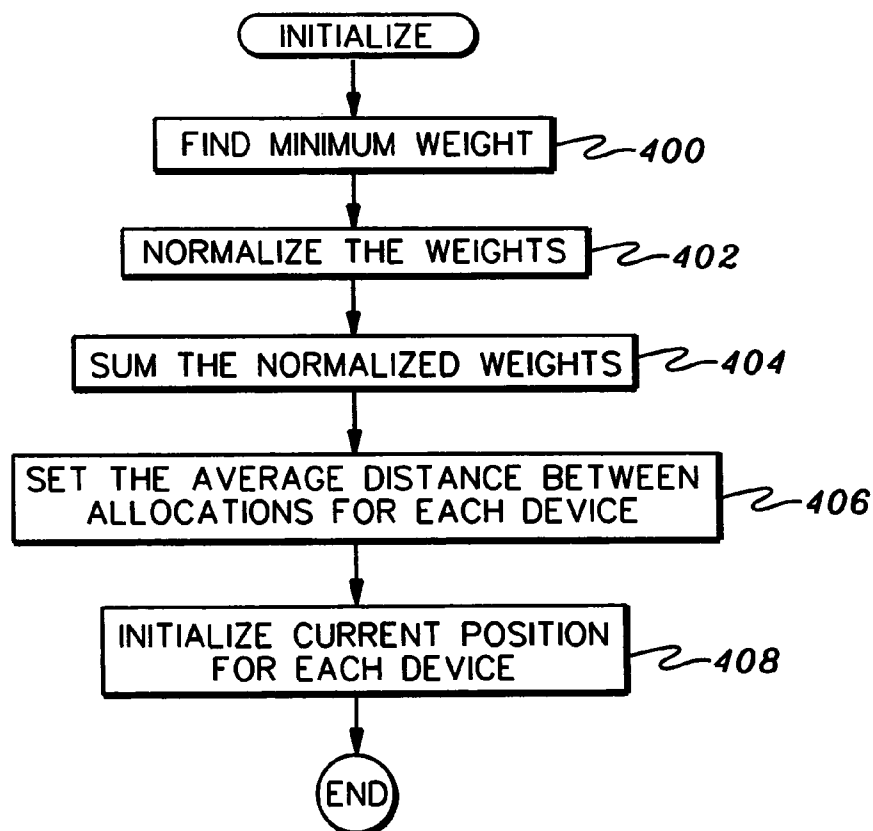 INITIALIZE
FIND MINIMUM WEIGHT
400
NORMALIZE THE WEIGHTS
402
SUM THE NORMALIZED WEIGHTS
404
SET THE AVERAGE DISTANCE BETWEEN
ALLOCATIONS FOR EACH DEVICE
406
INITIALIZE CURRENT POSITION
FOR EACH DEVICE
408
END